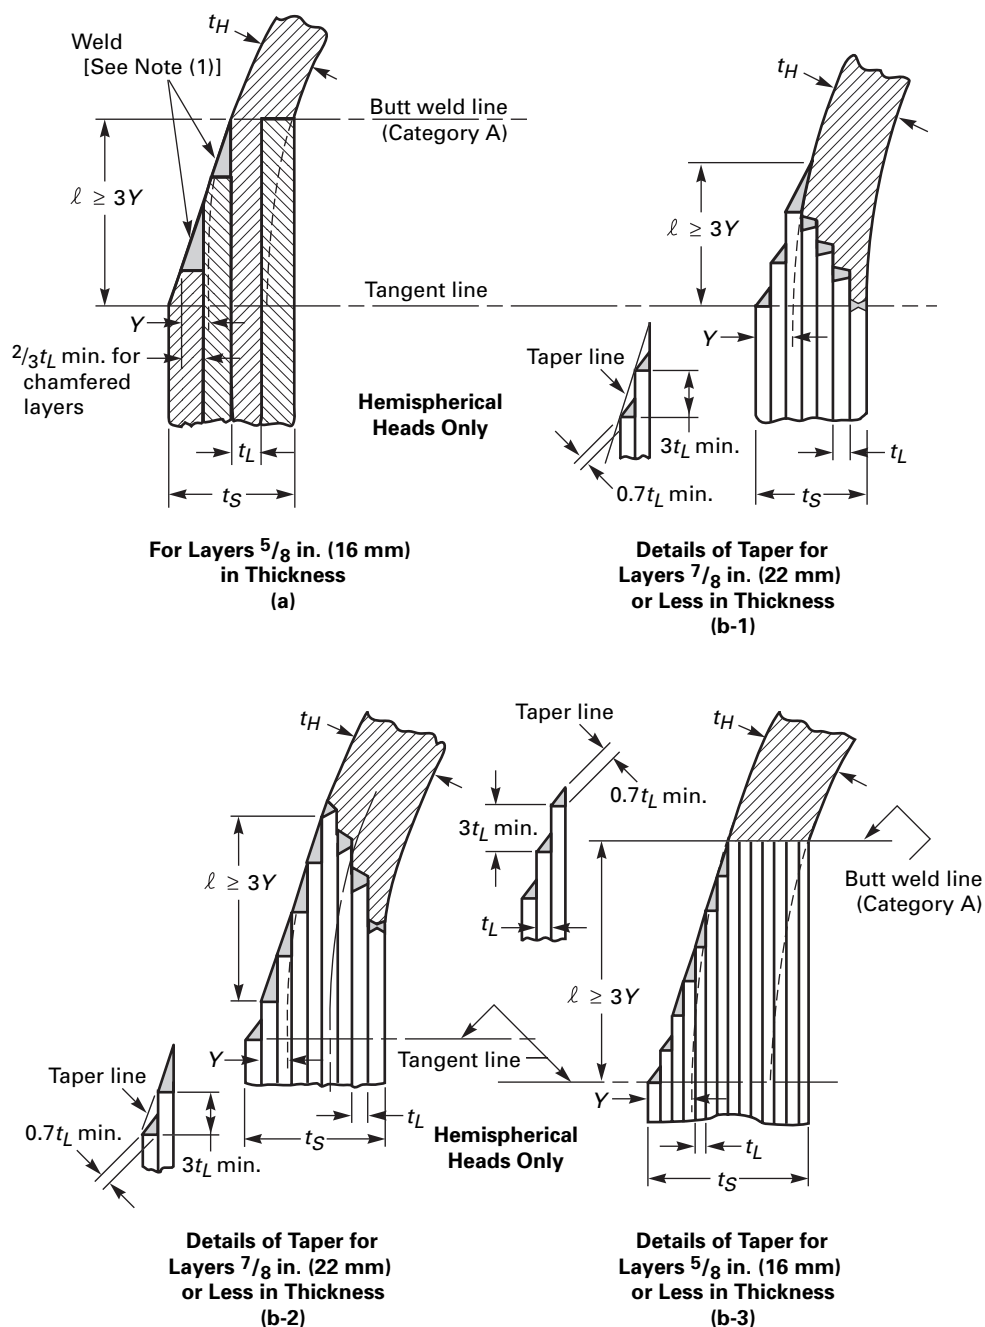 t_H
Weld
[See Note (1)]
Butt weld line
(Category A)
ℓ ≥ 3Y
Tangent line
Y
2/3t_L min. for
chamfered
layers
t_L
t_S
For Layers 5/8 in. (16 mm)
in Thickness
(a)
Hemispherical
Heads Only
t_H
ℓ ≥ 3Y
Y
Taper line
3t_L min.
0.7t_L min.
t_L
t_S
Details of Taper for
Layers 7/8 in. (22 mm)
or Less in Thickness
(b-1)
t_H
ℓ ≥ 3Y
Y
Tangent line
Taper line
0.7t_L min.
3t_L min.
t_L
t_S
Hemispherical
Heads Only
Details of Taper for
Layers 7/8 in. (22 mm)
or Less in Thickness
(b-2)
Taper line
0.7t_L min.
3t_L min.
t_L
t_H
Butt weld line
(Category A)
ℓ ≥ 3Y
Y
t_L
t_S
Details of Taper for
Layers 5/8 in. (16 mm)
or Less in Thickness
(b-3)